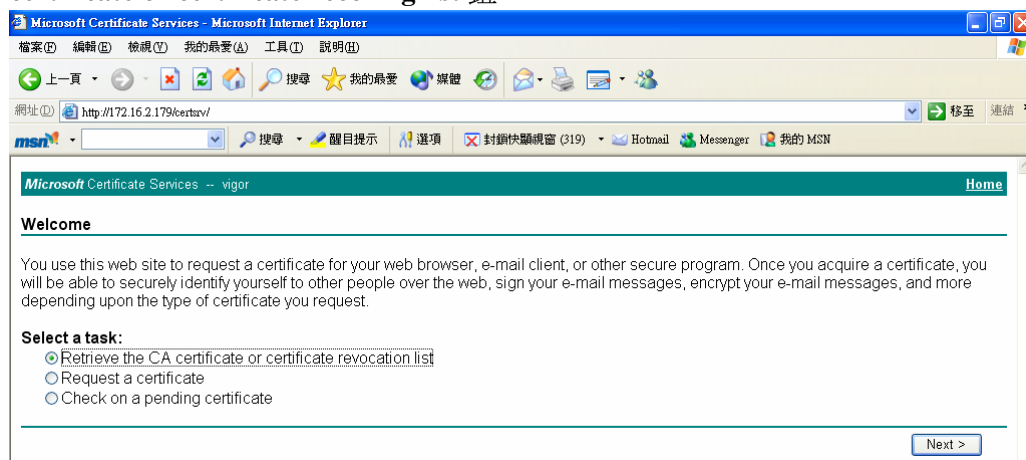 Microsoft Certificate Services - Microsoft Internet Explorer
檔案(F) 編輯(E) 檢視(V) 我的最愛(A) 工具(T) 說明(H)
上一頁 搜尋 我的最愛 媒體
網址(D) http://172.16.2.179/certsrv/ 移至 連結
msn 搜尋 醒目提示 選項 封鎖快顯視窗 (319) Hotmail Messenger 我的 MSN
Microsoft Certificate Services -- vigor Home
Welcome
You use this web site to request a certificate for your web browser, e-mail client, or other secure program. Once you acquire a certificate, you
will be able to securely identify yourself to other people over the web, sign your e-mail messages, encrypt your e-mail messages, and more
depending upon the type of certificate you request.
Select a task:
Retrieve the CA certificate or certificate revocation list
Request a certificate
Check on a pending certificate
Next >